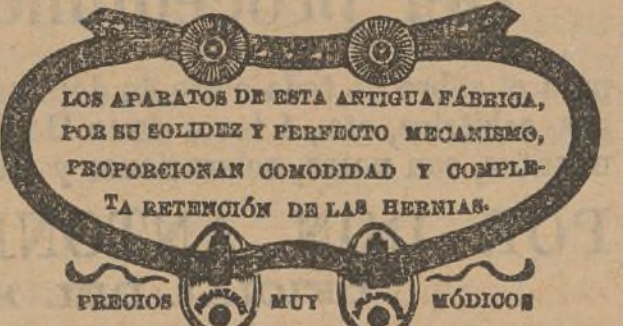 LOS APARATOS DE ESTA ANTIGUA FÁBRICA,
POR SU SOLIDEZ Y PERFECTO MECANISMO,
PROPORCIONAN COMODIDAD Y COMPLE-
TA RETENCIÓN DE LAS HERNIAS.
PRECIOS MUY MÓDICOS